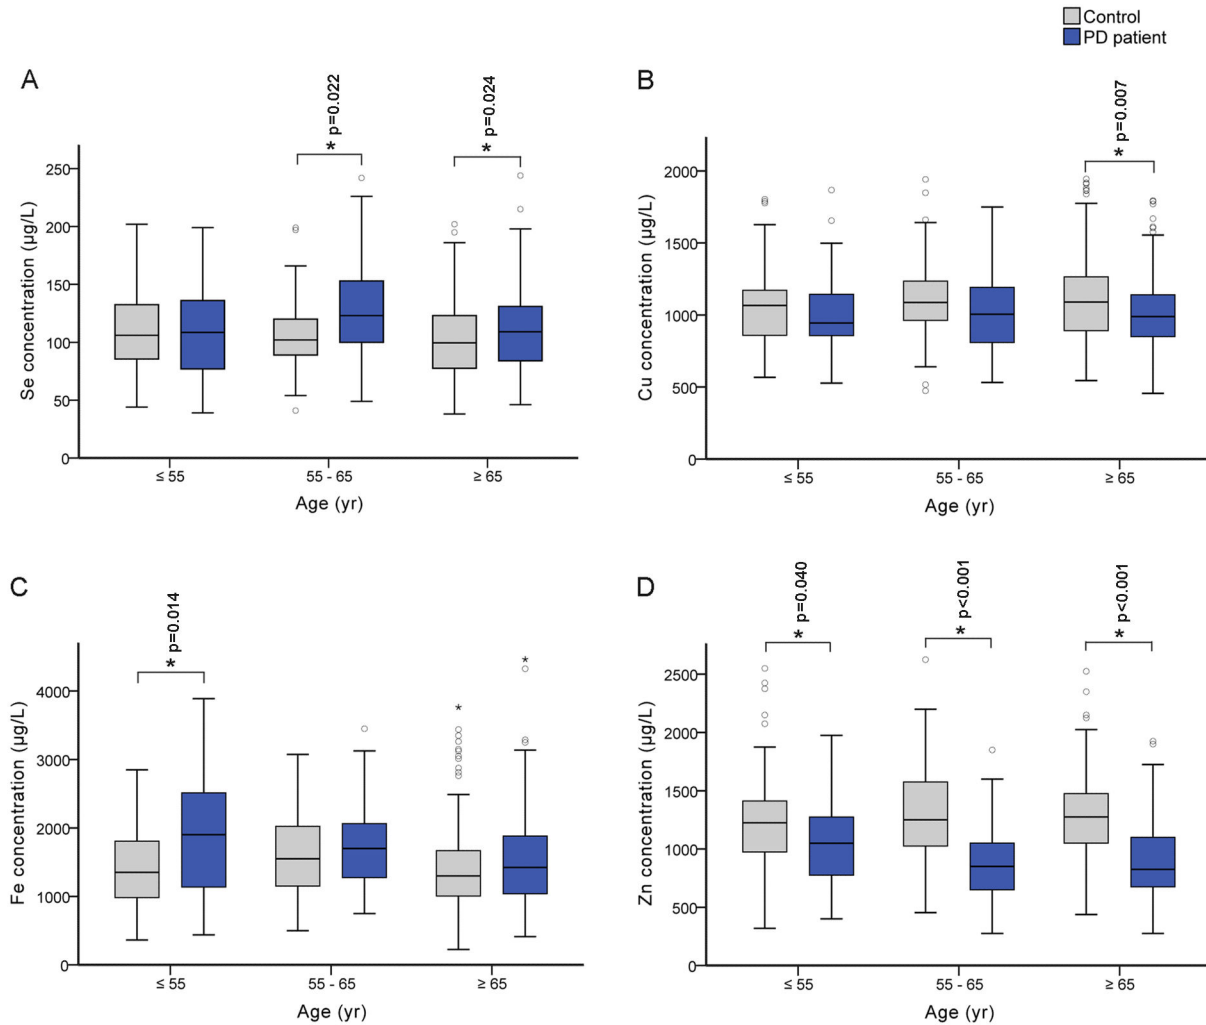 Control
PD patient
A
* p=0.022
* p=0.024
Se concentration (µg/L)
250
200
150
100
50
0
≤ 55
55 - 65
≥ 65
Age (yr)
B
* p=0.007
Cu concentration (µg/L)
2000
1500
1000
500
0
≤ 55
55 - 65
≥ 65
Age (yr)
C
* p=0.014
Fe concentration (µg/L)
4000
3000
2000
1000
0
≤ 55
55 - 65
≥ 65
Age (yr)
D
* p=0.040
* p<0.001
* p<0.001
Zn concentration (µg/L)
2500
2000
1500
1000
500
0
≤ 55
55 - 65
≥ 65
Age (yr)